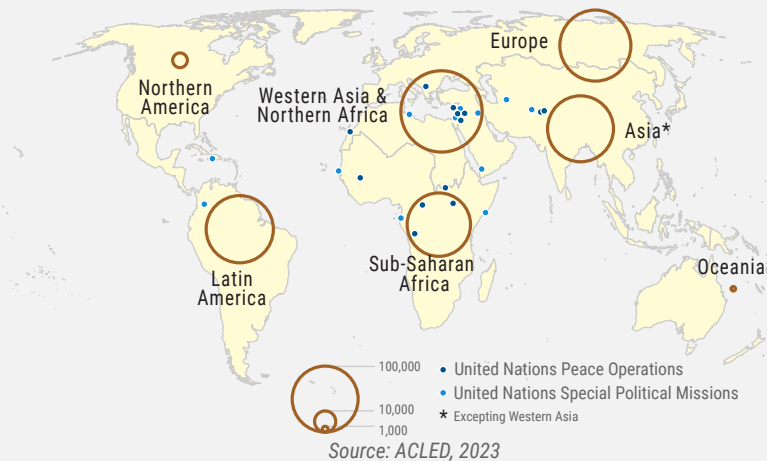 Europe
Northern
America
Western Asia &
Northern Africa
Asia*
Latin
America
Sub-Saharan
Africa
Oceania
100,000
10,000
1,000
United Nations Peace Operations
United Nations Special Political Missions
* Excepting Western Asia
Source: ACLED, 2023